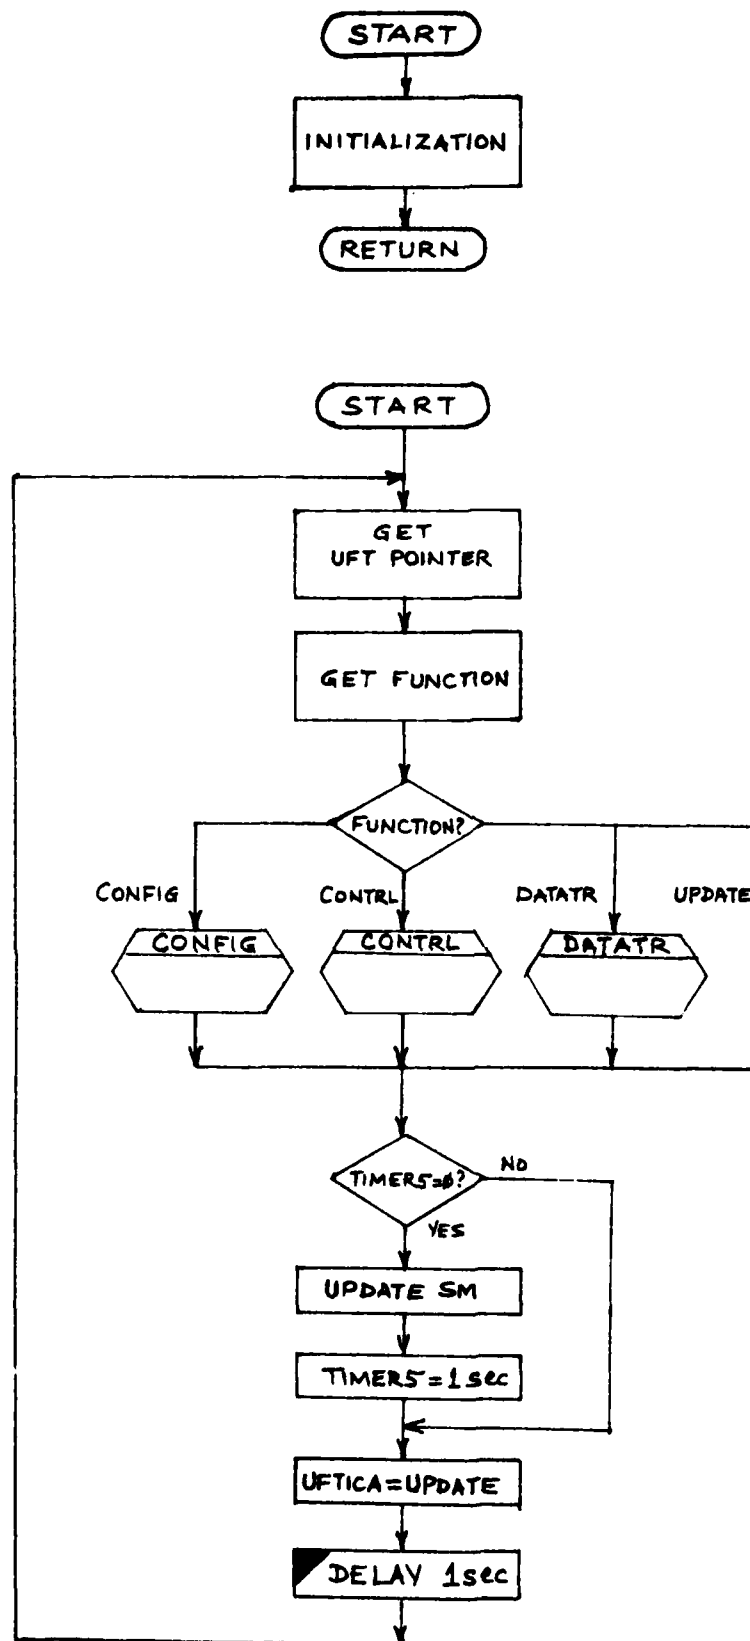 START
INITIALIZATION
RETURN
START
GET
UFT POINTER
GET FUNCTION
FUNCTION?
CONFIG
CONTRL
DATATR
UPDATE
CONFIG
CONTRL
DATATR
TIMER5=0?
NO
YES
UPDATE SM
TIMER5=1sec
UFTICA=UPDATE
DELAY 1sec